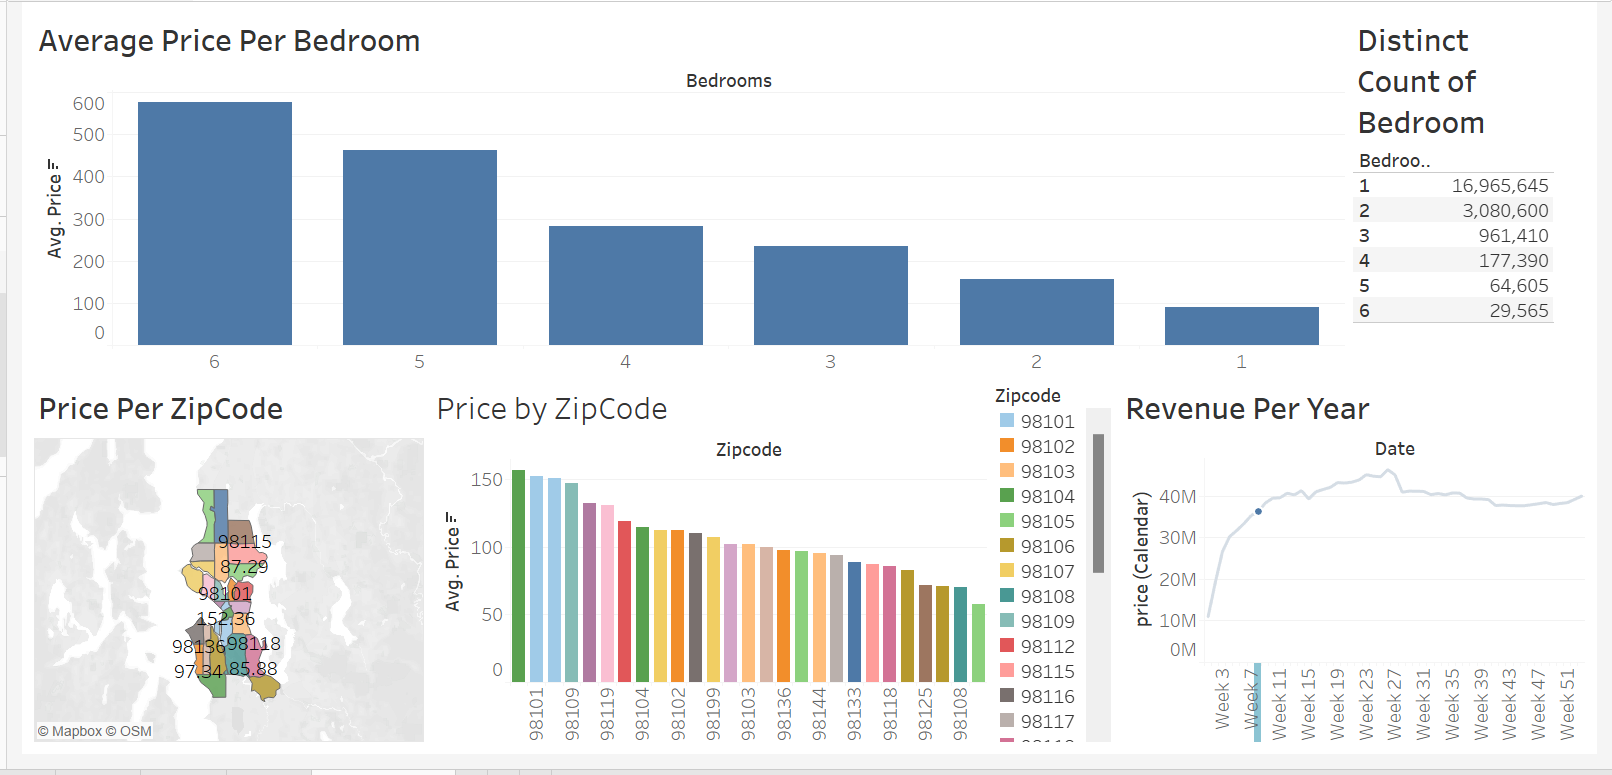 Average Price Per Bedroom
Bedrooms
Avg. Price
600
500
400
300
200
100
0
6 5 4 3 2 1
Distinct
Count of
Bedroom
Bedroo..
1 16,965,645
2 3,080,600
3 961,410
4 177,390
5 64,605
6 29,565
Price Per ZipCode
98115
87.29
98101
152.36
98136 98118
97.34 85.88
© Mapbox © OSM
Price by ZipCode
Zipcode
Avg. Price
150
100
50
0
98101 98109 98119 98104 98102 98199 98103 98136 98144 98133 98118 98125 98108
Zipcode
98101
98102
98103
98104
98105
98106
98107
98108
98109
98112
98115
98116
98117
Revenue Per Year
Date
price (Calendar)
40M
30M
20M
10M
0M
Week 3 Week 7 Week 11 Week 15 Week 19 Week 23 Week 27 Week 31 Week 35 Week 39 Week 43 Week 47 Week 51